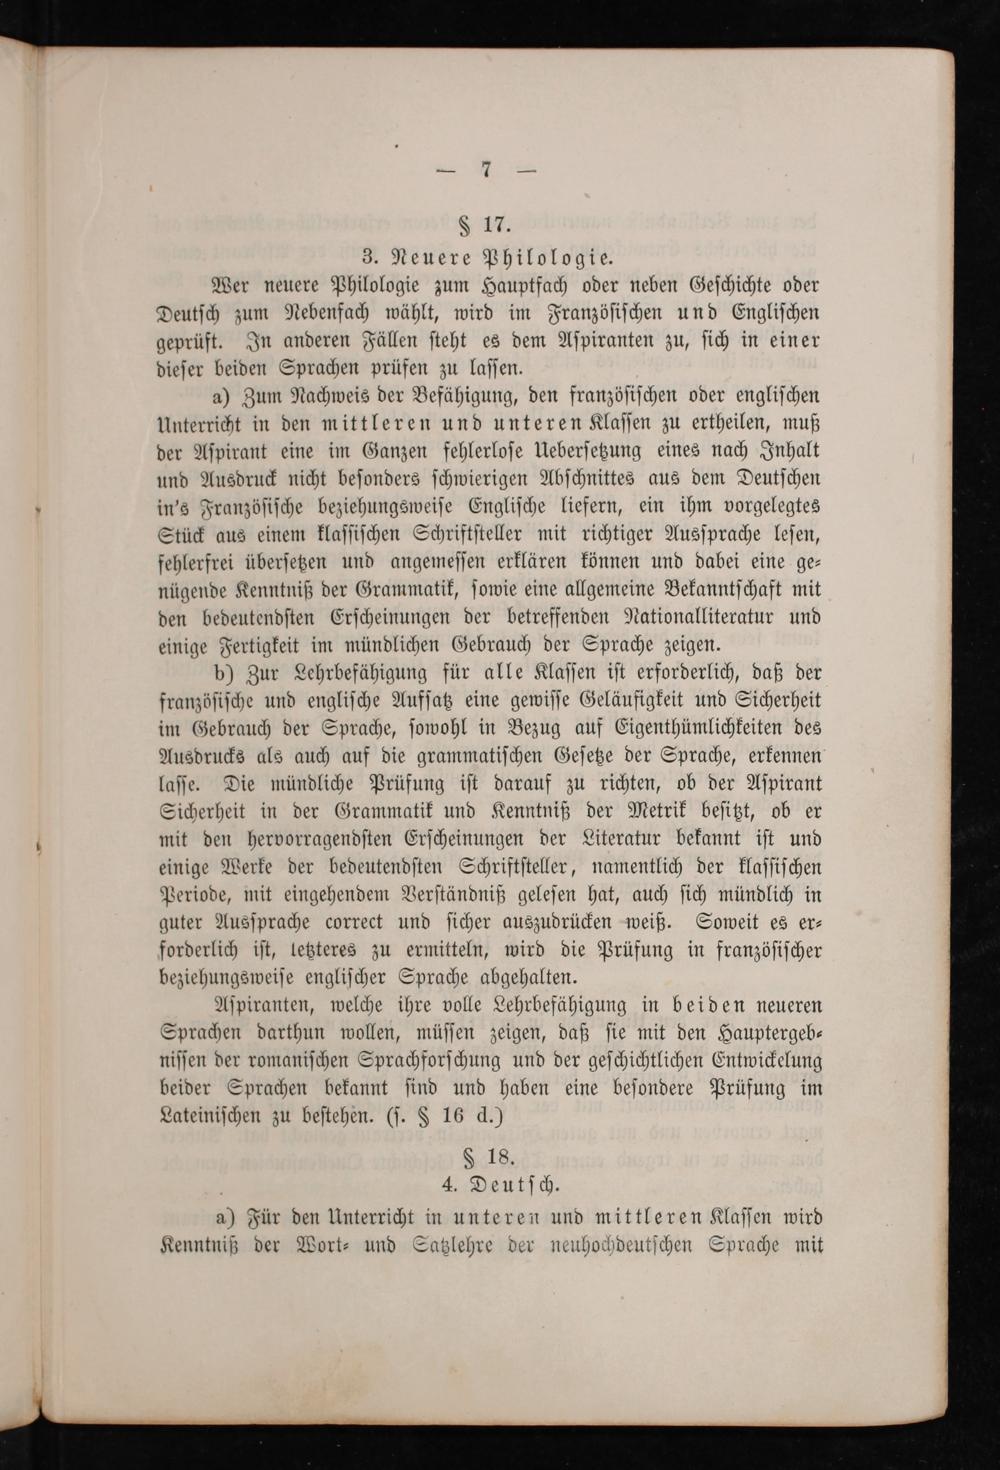 — 7 —
§ 17.
3. Neuere Philologie.
Wer neuere Philologie zum Hauptfach oder neben Geschichte oder
Deutsch zum Nebenfach wählt, wird im Französischen und Englischen
geprüft. In anderen Fällen steht es dem Aspiranten zu, sich in einer
dieser beiden Sprachen prüfen zu lassen.
a) Zum Nachweis der Befähigung, den französischen oder englischen
Unterricht in den mittleren und unteren Klassen zu ertheilen, muß
der Aspirant eine im Ganzen fehlerlose Uebersetzung eines nach Inhalt
und Ausdruck nicht besonders schwierigen Abschnittes aus dem Deutschen
in's Französische beziehungsweise Englische liefern, ein ihm vorgelegtes
Stück aus einem klassischen Schriftsteller mit richtiger Aussprache lesen,
fehlerfrei übersetzen und angemessen erklären können und dabei eine ge-
nügende Kenntniß der Grammatik, sowie eine allgemeine Bekanntschaft mit
den bedeutendsten Erscheinungen der betreffenden Nationalliteratur und
einige Fertigkeit im mündlichen Gebrauch der Sprache zeigen.
b) Zur Lehrbefähigung für alle Klassen ist erforderlich, daß der
französische und englische Aufsatz eine gewisse Geläufigkeit und Sicherheit
im Gebrauch der Sprache, sowohl in Bezug auf Eigenthümlichkeiten des
Ausdrucks als auch auf die grammatischen Gesetze der Sprache, erkennen
lasse. Die mündliche Prüfung ist darauf zu richten, ob der Aspirant
Sicherheit in der Grammatik und Kenntniß der Metrik besitzt, ob er
mit den hervorragendsten Erscheinungen der Literatur bekannt ist und
einige Werke der bedeutendsten Schriftsteller, namentlich der klassischen
Periode, mit eingehendem Verständniß gelesen hat, auch sich mündlich in
guter Aussprache correct und sicher auszudrücken weiß. Soweit es er-
forderlich ist, letzteres zu ermitteln, wird die Prüfung in französischer
beziehungsweise englischer Sprache abgehalten.
Aspiranten, welche ihre volle Lehrbefähigung in beiden neueren
Sprachen darthun wollen, müssen zeigen, daß sie mit den Hauptergeb-
nissen der romanischen Sprachforschung und der geschichtlichen Entwickelung
beider Sprachen bekannt sind und haben eine besondere Prüfung im
Lateinischen zu bestehen. (s. § 16 d.)
§ 18.
4. Deutsch.
a) Für den Unterricht in unteren und mittleren Klassen wird
Kenntniß der Wort- und Satzlehre der neuhochdeutschen Sprache mit